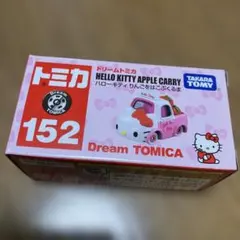 トミカ
152
ドリームトミカ
HELLO KITTY APPLE CARRY
ハローキティ りんごをはこぶくるま
TAKARA
TOMY
Dream TOMICA